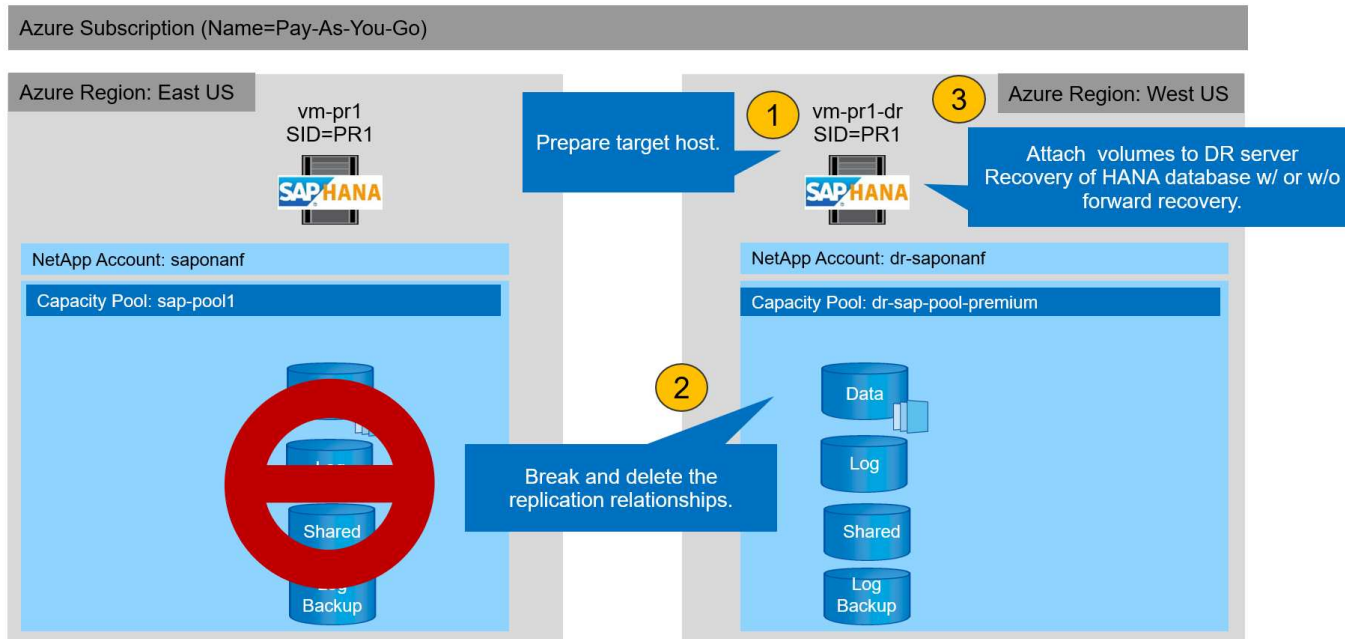 Azure Subscription (Name=Pay-As-You-Go)
Azure Region: East US
vm-pr1
SID=PR1
SAP HANA
NetApp Account: saponanf
Capacity Pool: sap-pool1
Shared
Backup
1
Prepare target host.
2
Break and delete the
replication relationships.
Azure Region: West US
vm-pr1-dr
SID=PR1
SAP HANA
3
Attach volumes to DR server
Recovery of HANA database w/ or w/o
forward recovery.
NetApp Account: dr-saponanf
Capacity Pool: dr-sap-pool-premium
Data
Log
Shared
Log
Backup